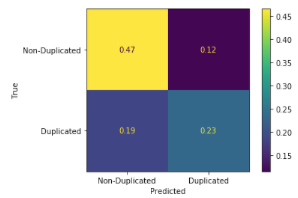 0.45
Non-Duplicated
0.47
0.12
0.40
0.35
True
0.30
0.25
Duplicated
0.19
0.23
0.20
0.15
Non-Duplicated
Duplicated
Predicted